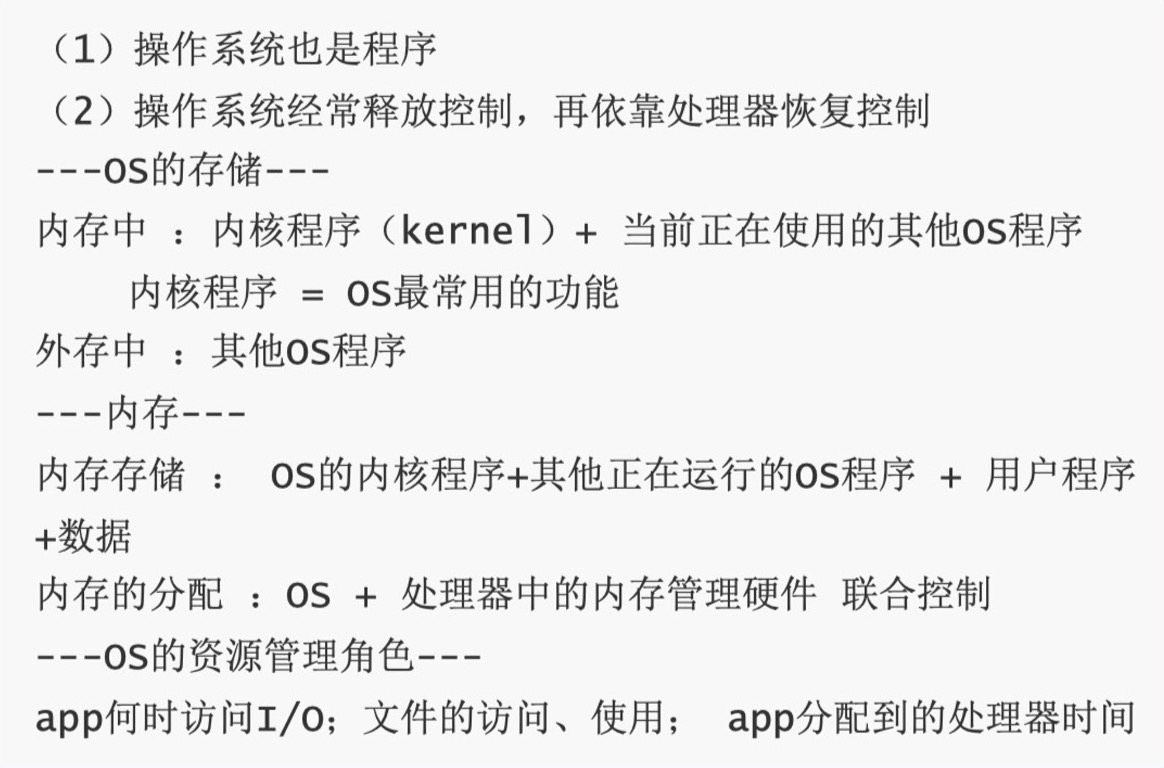 （1）操作系统也是程序
（2）操作系统经常释放控制，再依靠处理器恢复控制
---OS的存储---
内存中 ：内核程序（kernel）+ 当前正在使用的其他OS程序
内核程序 = OS最常用的功能
外存中 ：其他OS程序
---内存---
内存存储 ： OS的内核程序+其他正在运行的OS程序 + 用户程序
+数据
内存的分配 ：OS + 处理器中的内存管理硬件 联合控制
---OS的资源管理角色---
app何时访问I/O；文件的访问、使用； app分配到的处理器时间